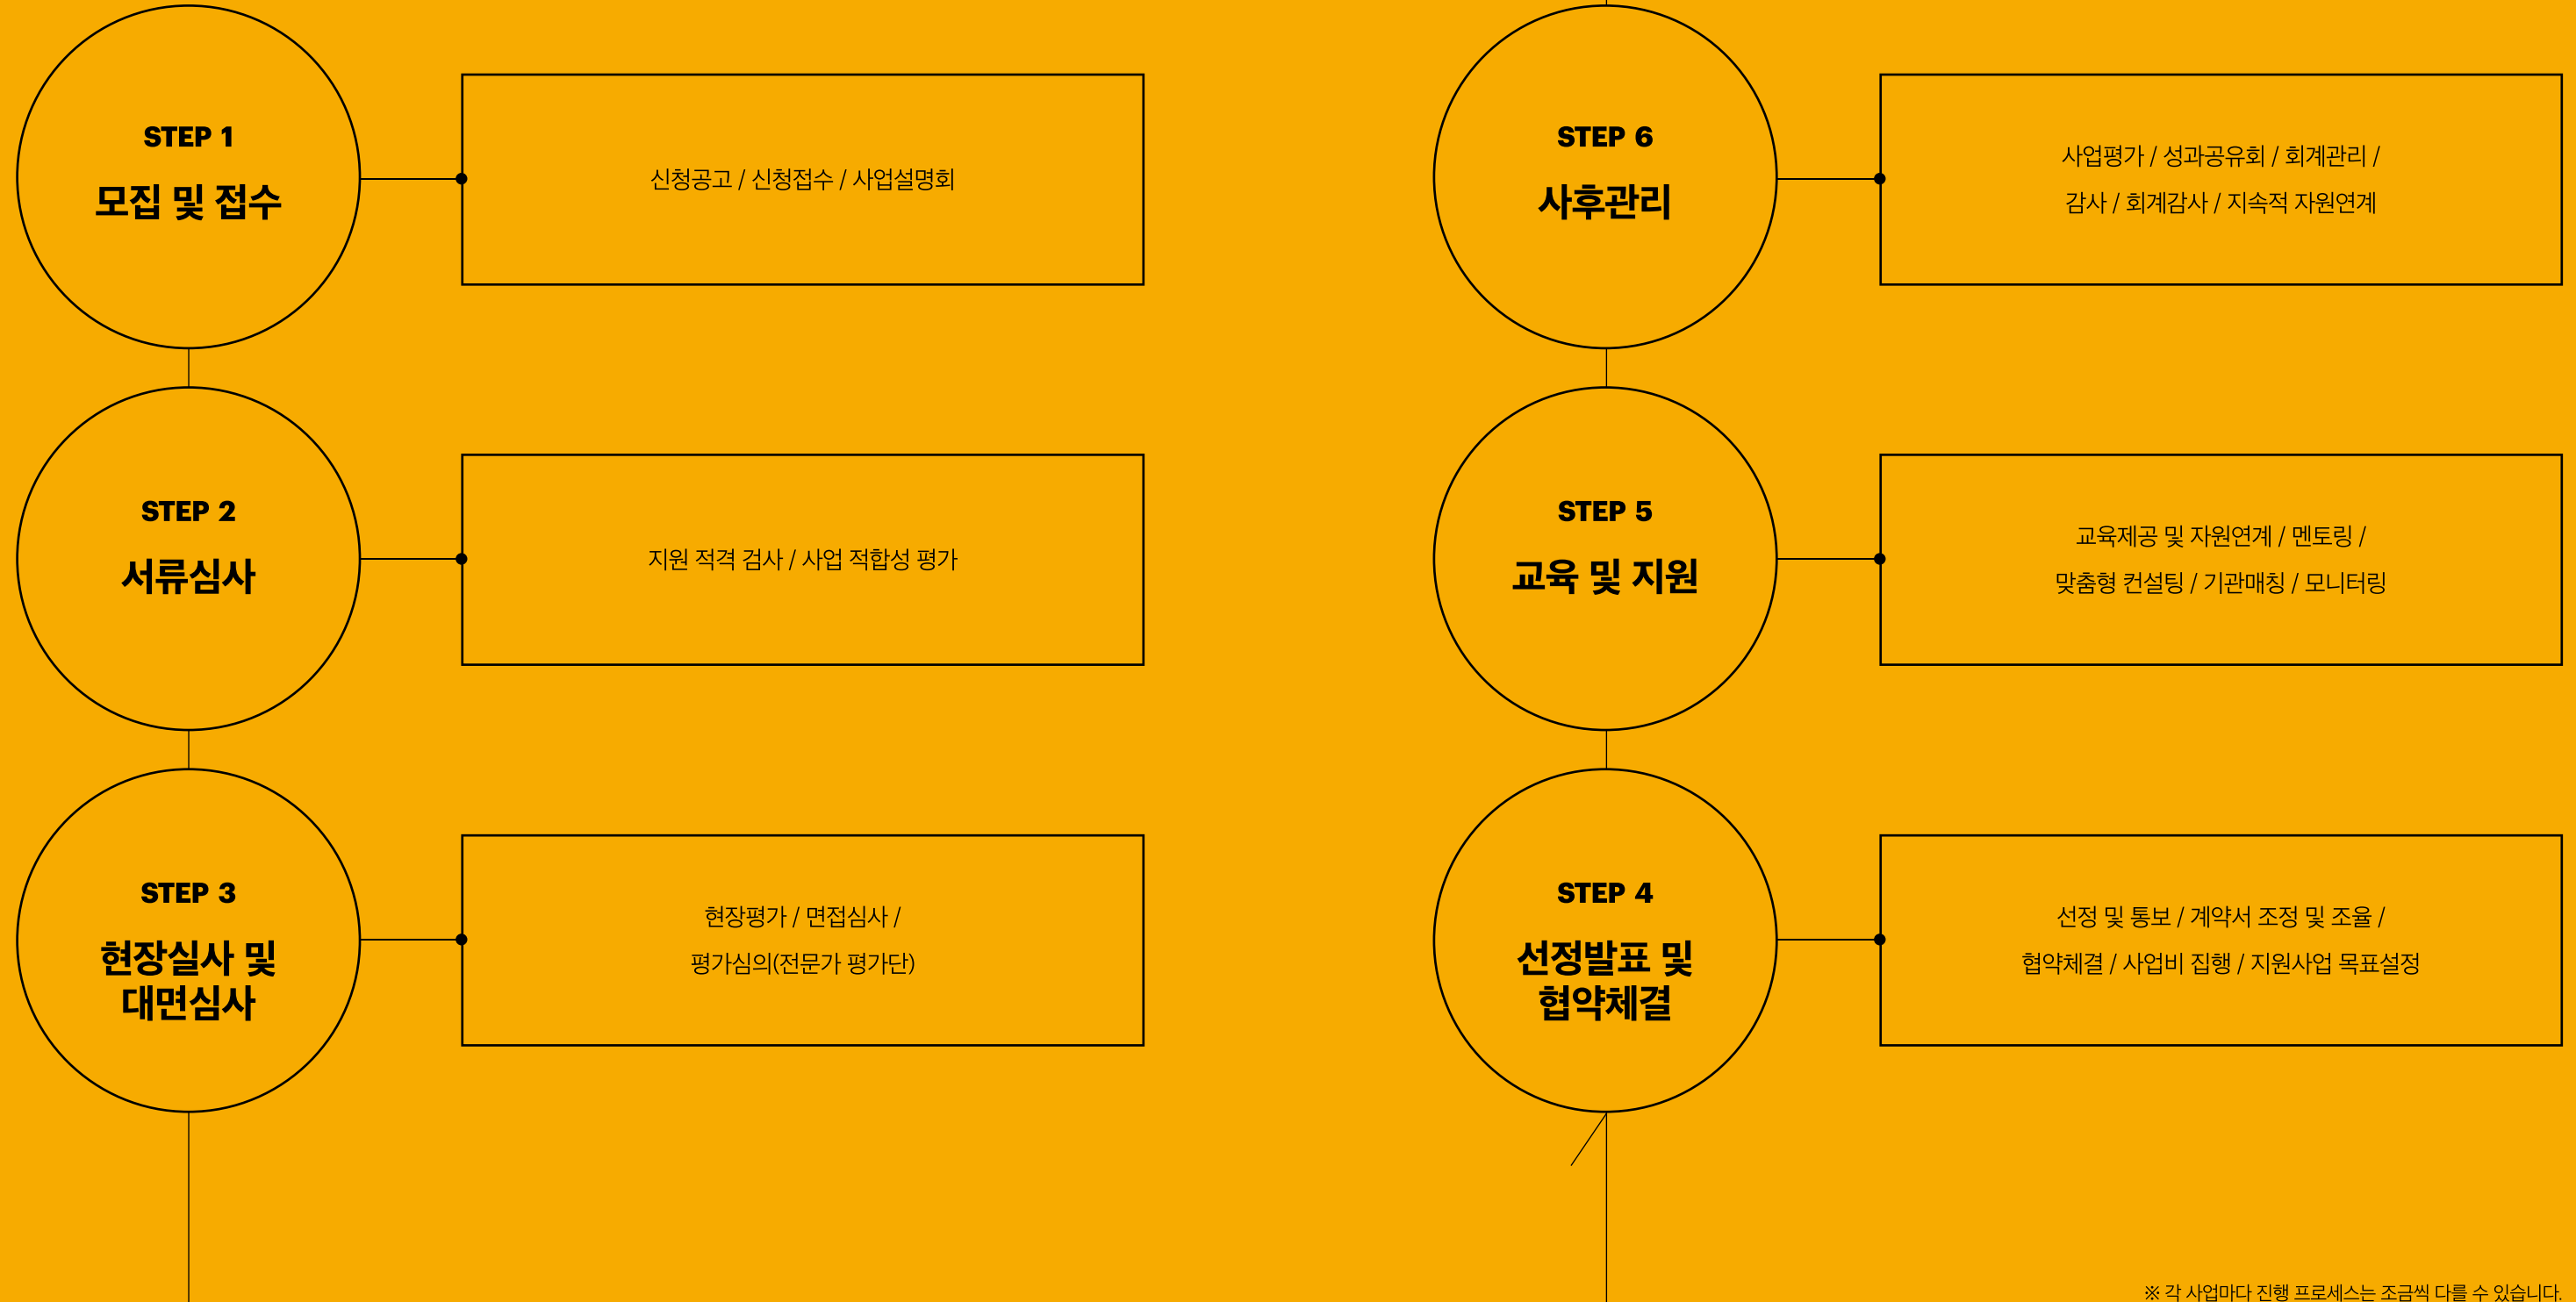 STEP 1
모집 및 접수
신청공고 / 신청접수 / 사업설명회
STEP 2
서류심사
지원 적격 검사 / 사업 적합성 평가
STEP 3
현장실사 및
대면심사
현장평가 / 면접심사 /
평가심의(전문가 평가단)
STEP 6
사후관리
사업평가 / 성과공유회 / 회계관리 /
감사 / 회계감사 / 지속적 자원연계
STEP 5
교육 및 지원
교육제공 및 자원연계 / 멘토링 /
맞춤형 컨설팅 / 기관매칭 / 모니터링
STEP 4
선정발표 및
협약체결
선정 및 통보 / 계약서 조정 및 조율 /
협약체결 / 사업비 집행 / 지원사업 목표설정
※ 각 사업마다 진행 프로세스는 조금씩 다를 수 있습니다.